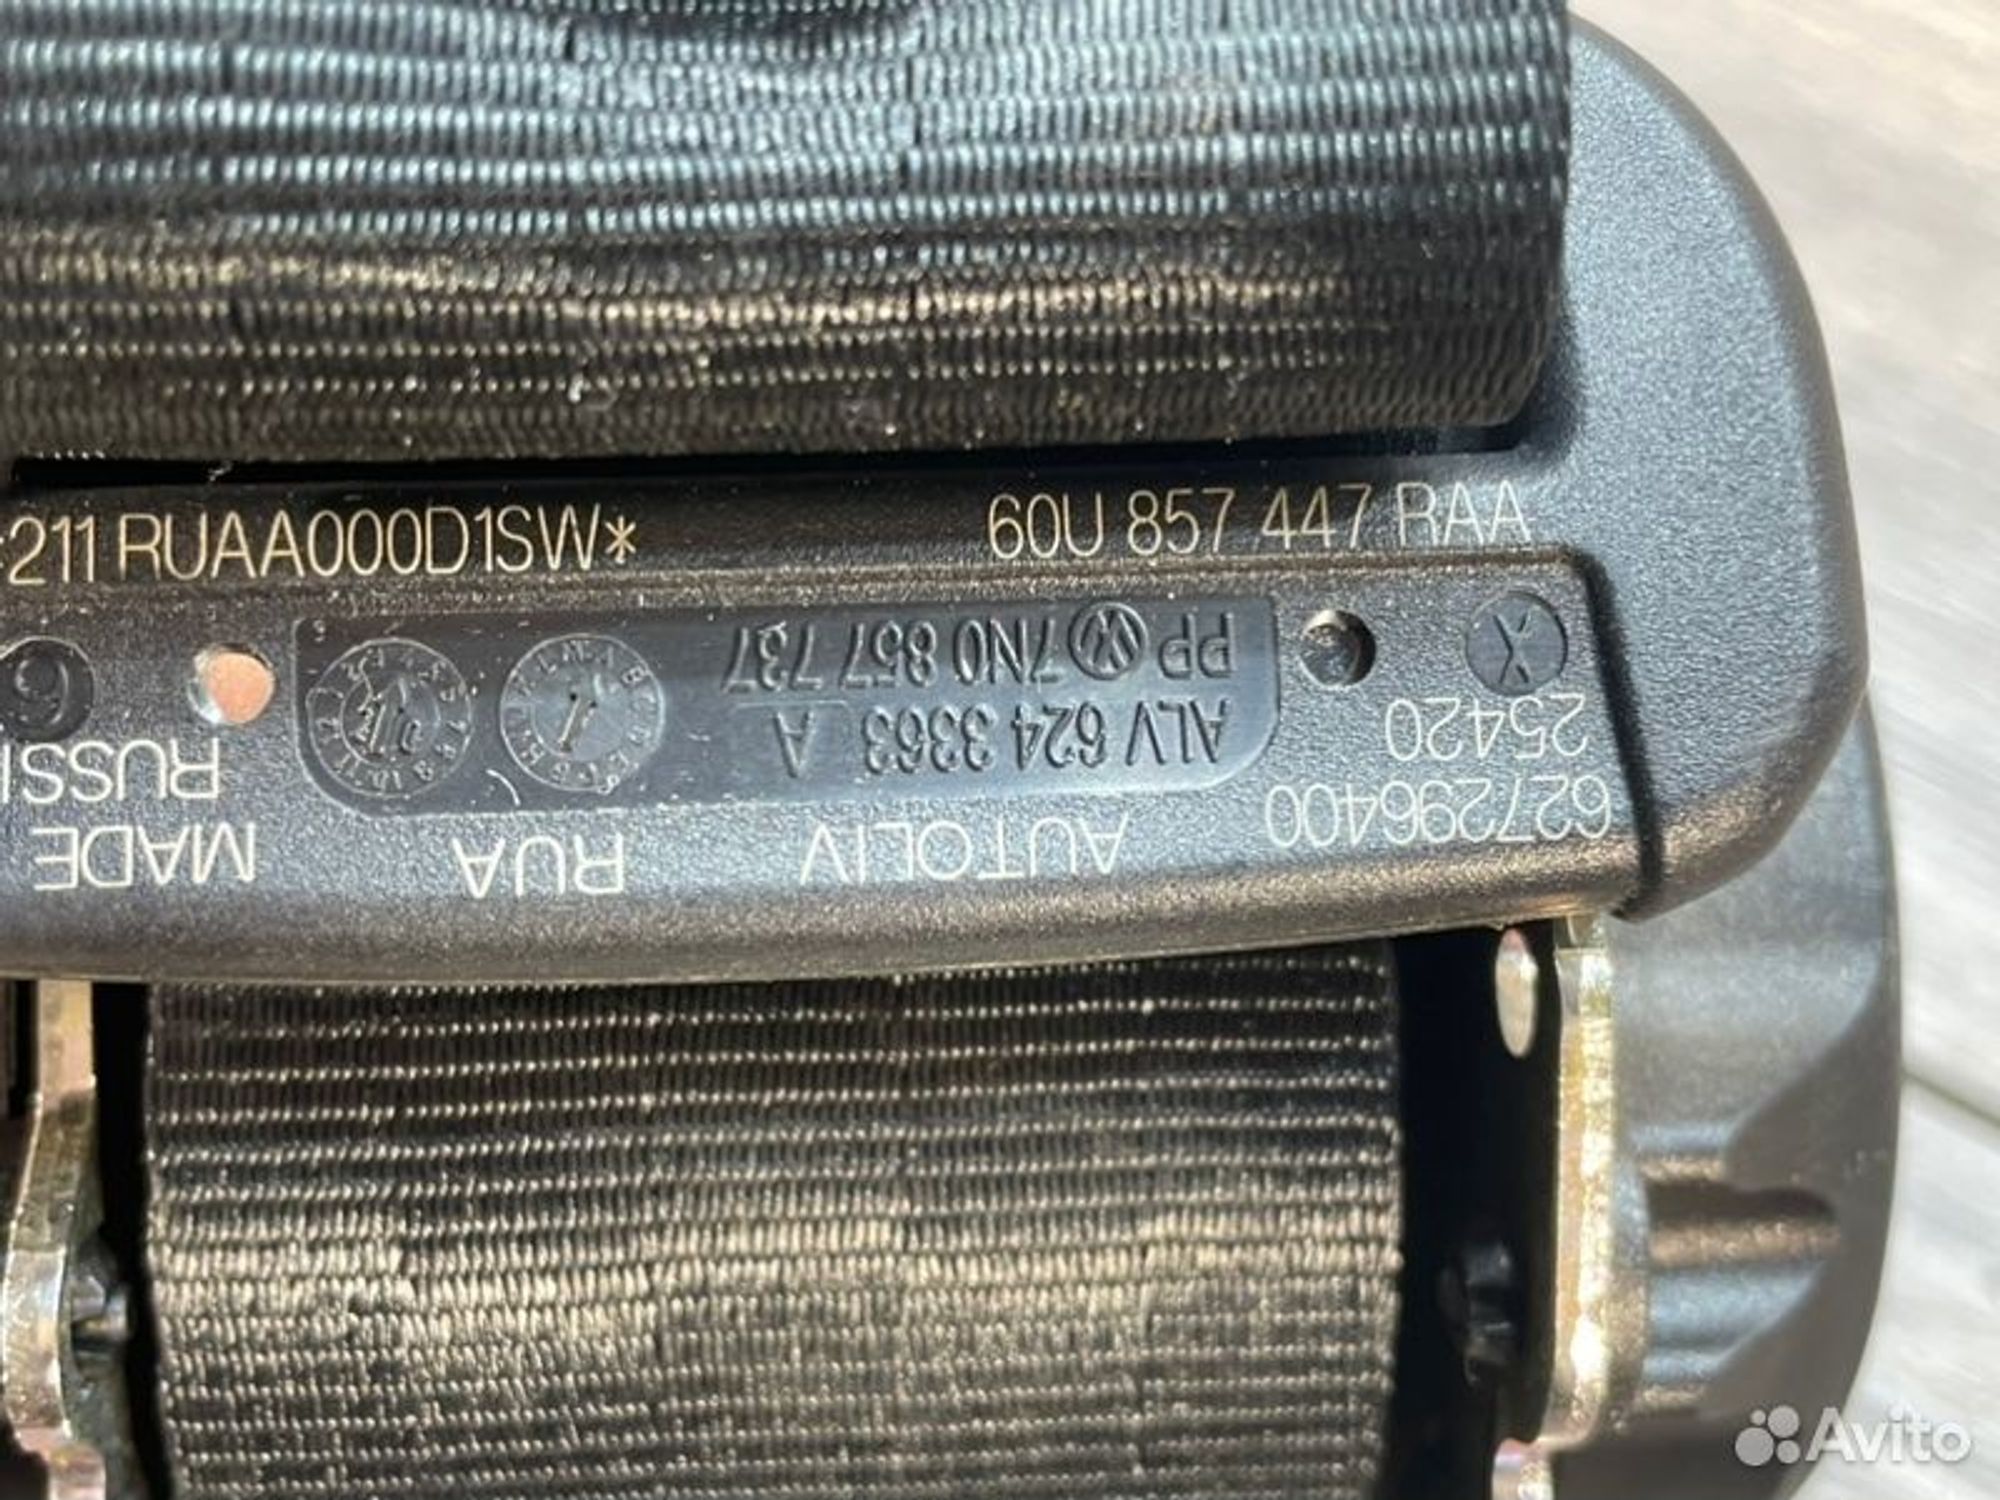 *211 RUAA000D1SW*
60U 857 447 RAA
627296400
25420
X
AUTOLIV
RUA
MADE
RUSSI
ALV 624 3363 A
PP 7N0 857 737
Avito